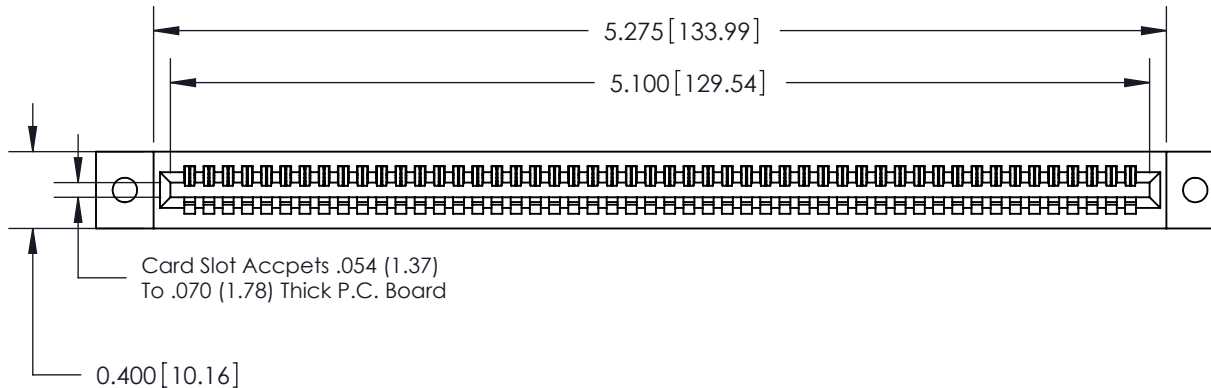 5.275[133.99]
5.100[129.54]
Card Slot Accpets .054 (1.37)
To .070 (1.78) Thick P.C. Board
0.400[10.16]